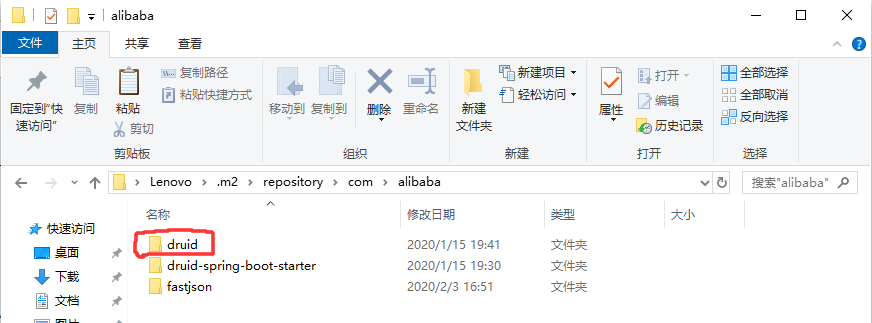 alibaba
文件 主页 共享 查看
固定到"快速访问"
复制
粘贴
复制路径
粘贴快捷方式
剪切
剪贴板
移动到 复制到 删除 重命名
组织
新建文件夹
新建项目
轻松访问
新建
属性
打开
编辑
历史记录
打开
全部选择
全部取消
反向选择
选择
Lenovo > .m2 > repository > com > alibaba
搜索"alibaba"
快速访问
桌面
下载
文档
图片
名称 修改日期 类型 大小
druid 2020/1/15 19:41 文件夹
druid-spring-boot-starter 2020/1/15 19:30 文件夹
fastjson 2020/2/3 16:51 文件夹